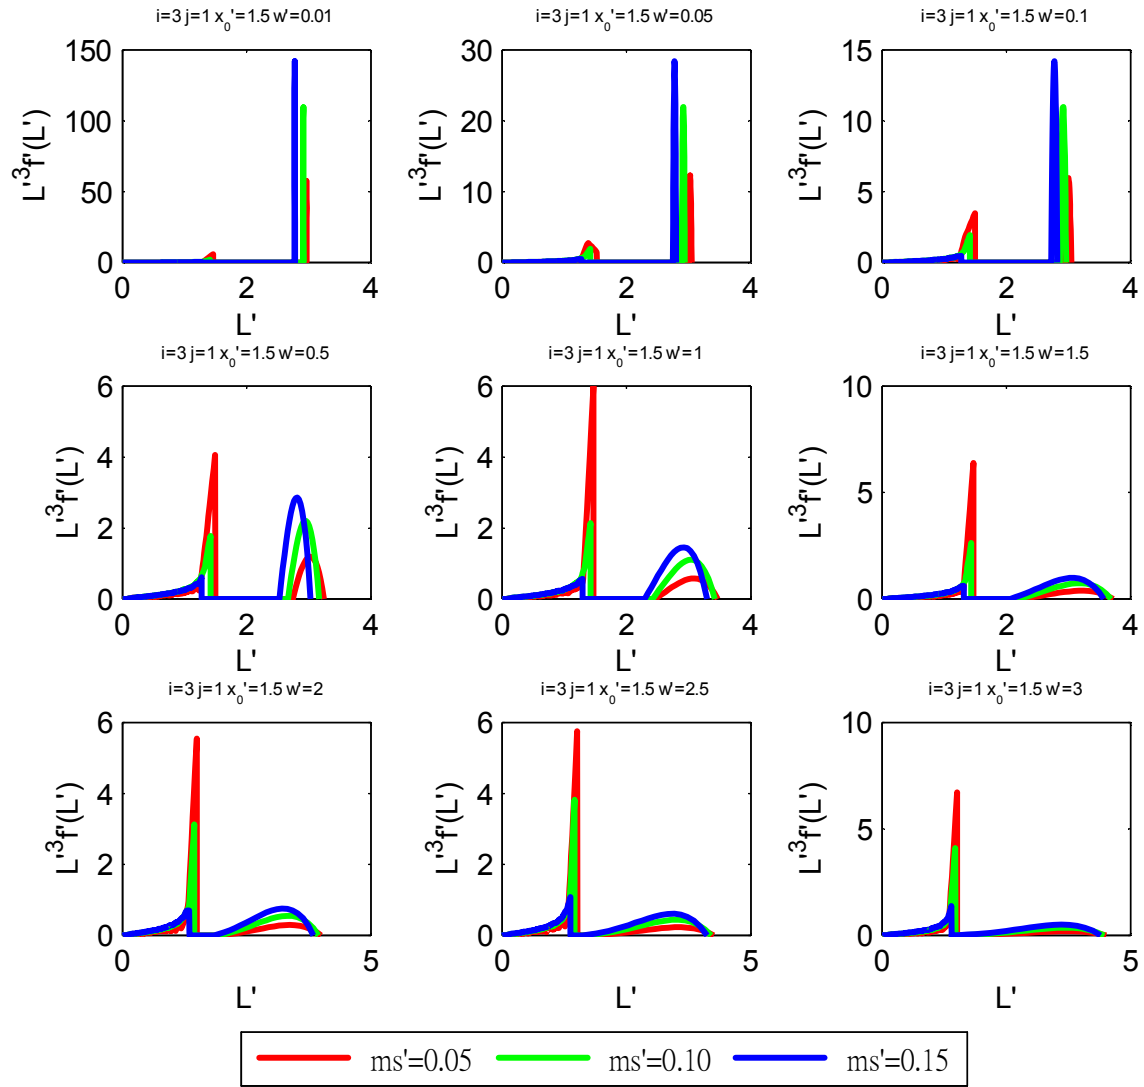 i=3 j=1 x0'=1.5 w'=0.01
i=3 j=1 x0'=1.5 w'=0.05
i=3 j=1 x0'=1.5 w'=0.1
L'3f'(L')
150
100
50
0
0 2 4
L'
L'3f'(L')
30
20
10
0
0 2 4
L'
L'3f'(L')
15
10
5
0
0 2 4
L'
i=3 j=1 x0'=1.5 w'=0.5
i=3 j=1 x0'=1.5 w'=1
i=3 j=1 x0'=1.5 w'=1.5
L'3f'(L')
6
4
2
0
0 2 4
L'
L'3f'(L')
6
4
2
0
0 2 4
L'
L'3f'(L')
10
5
0
0 2 4
L'
i=3 j=1 x0'=1.5 w'=2
i=3 j=1 x0'=1.5 w'=2.5
i=3 j=1 x0'=1.5 w'=3
L'3f'(L')
6
4
2
0
0 5
L'
L'3f'(L')
6
4
2
0
0 5
L'
L'3f'(L')
10
5
0
0 5
L'
ms'=0.05 ms'=0.10 ms'=0.15